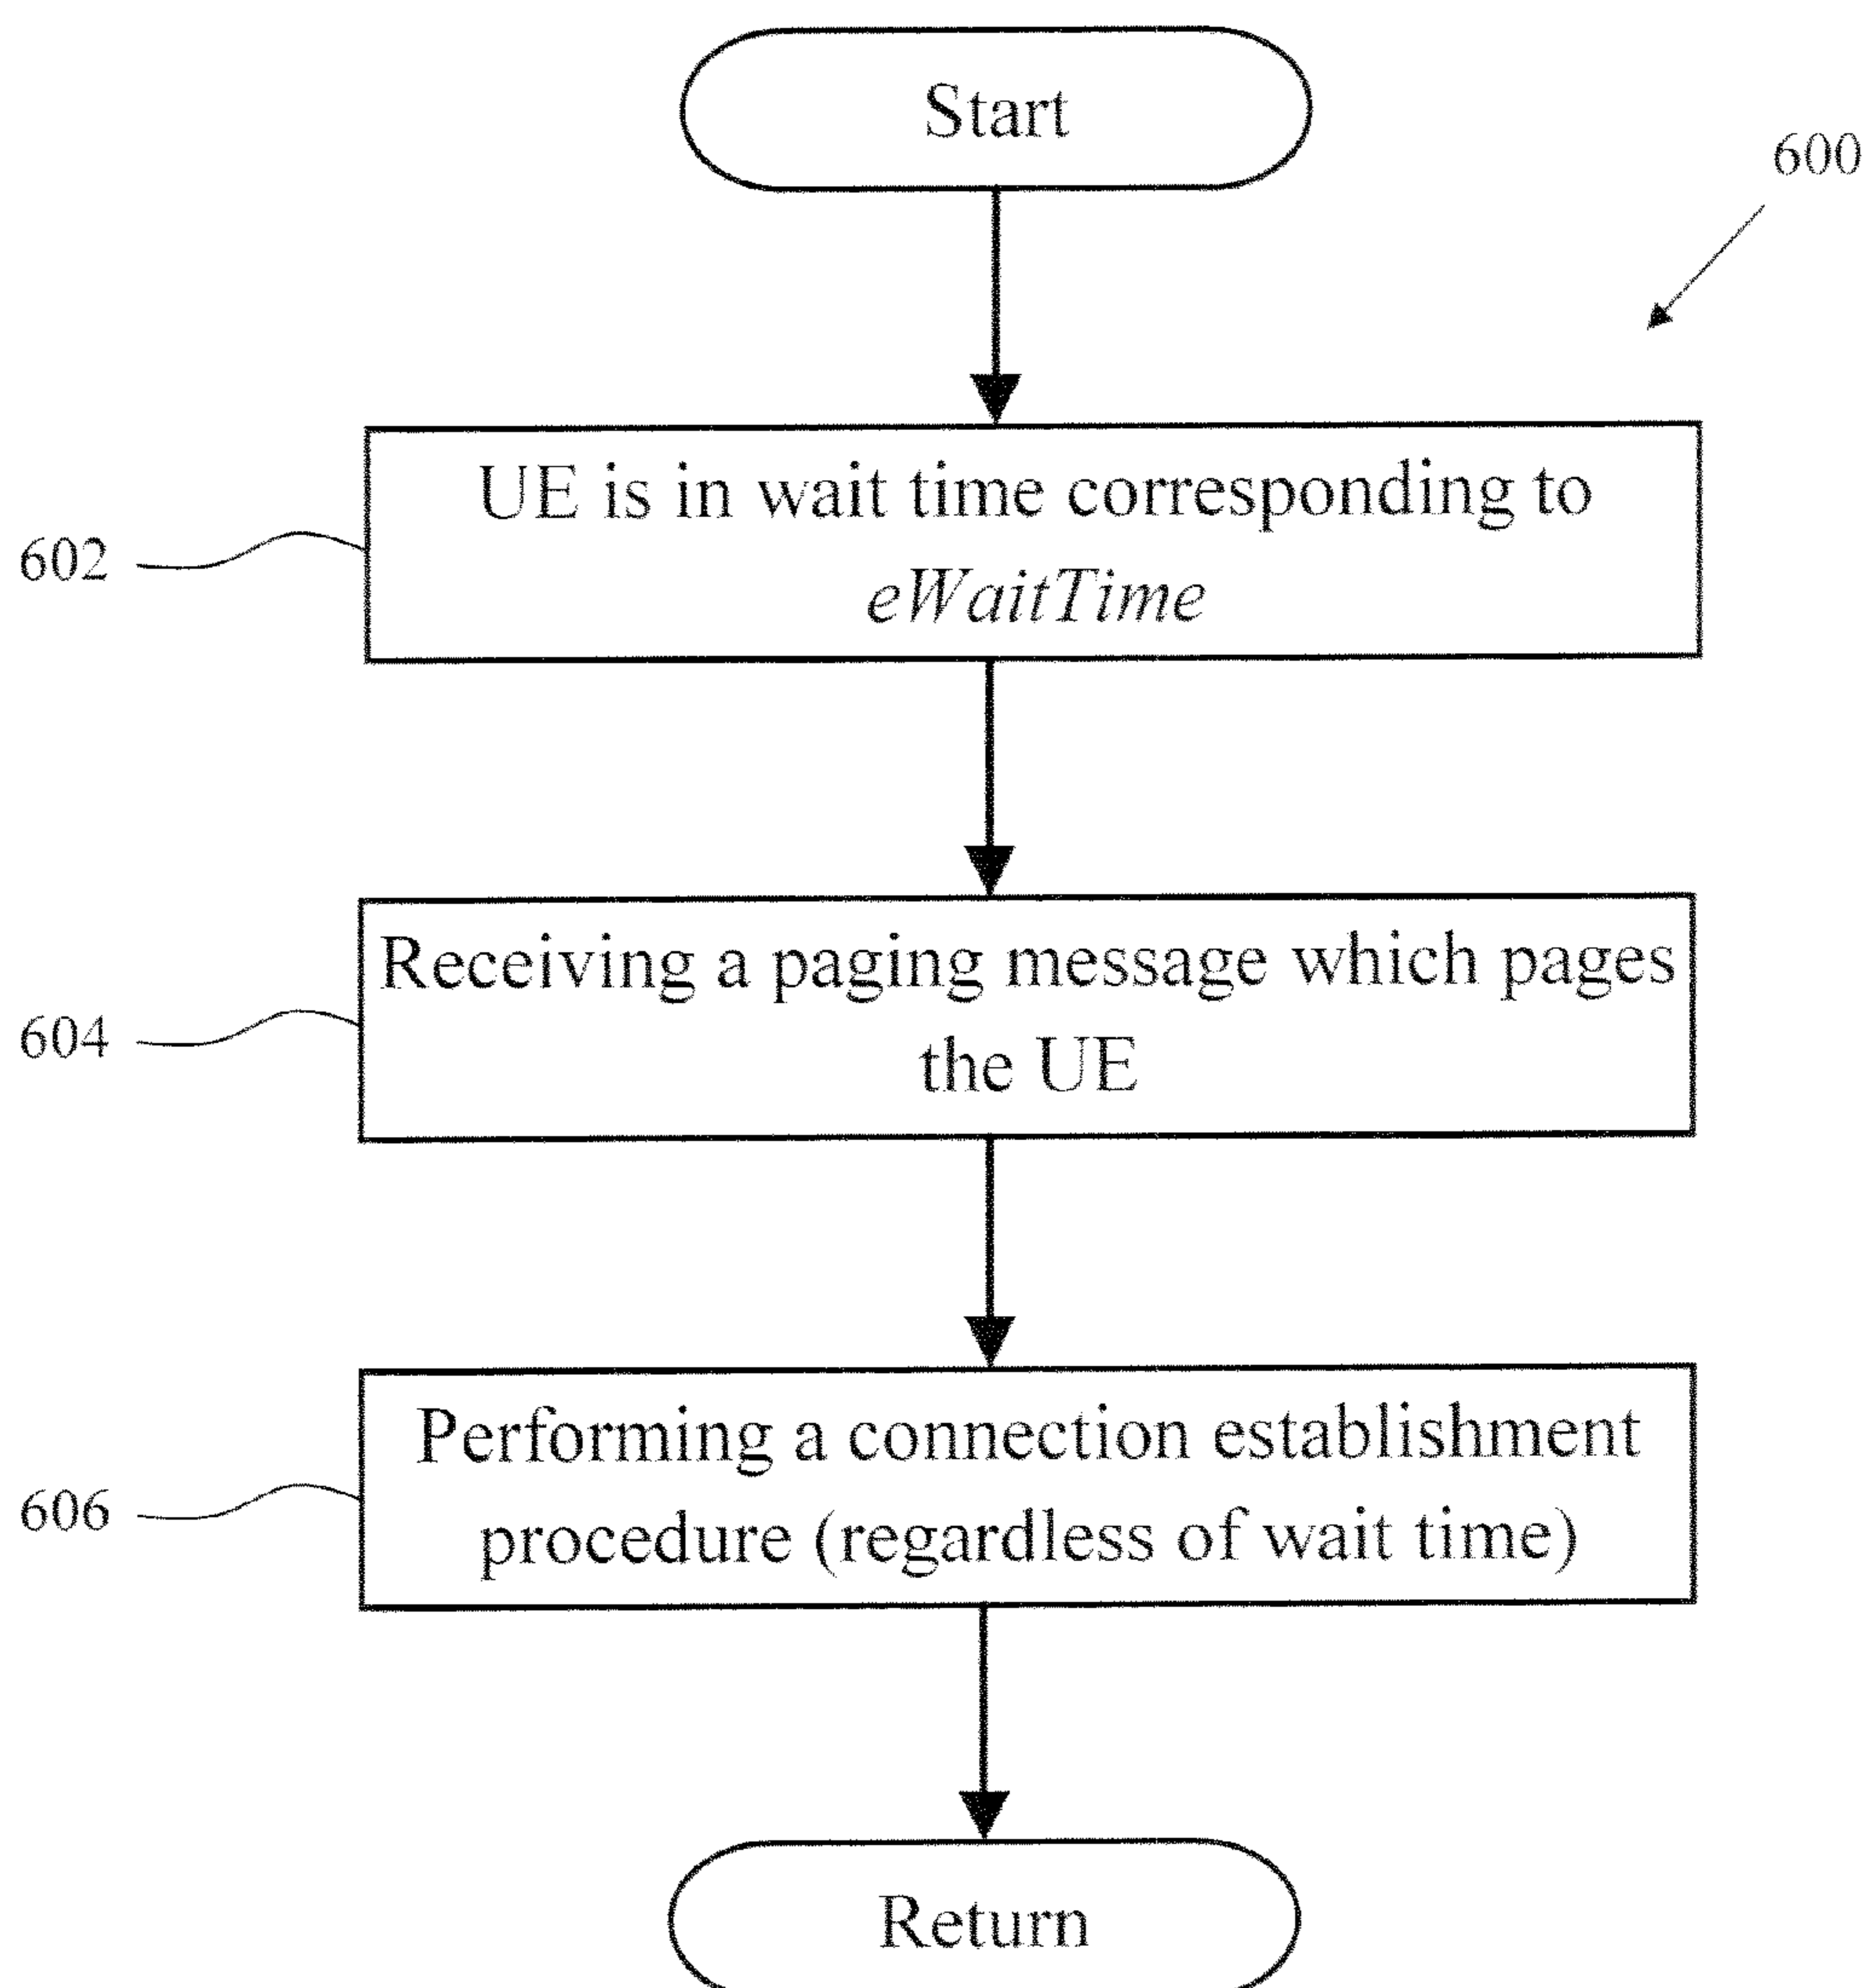 Start
600
UE is in wait time corresponding to
eWaitTime
602
Receiving a paging message which pages
the UE
604
Performing a connection establishment
procedure (regardless of wait time)
606
Return